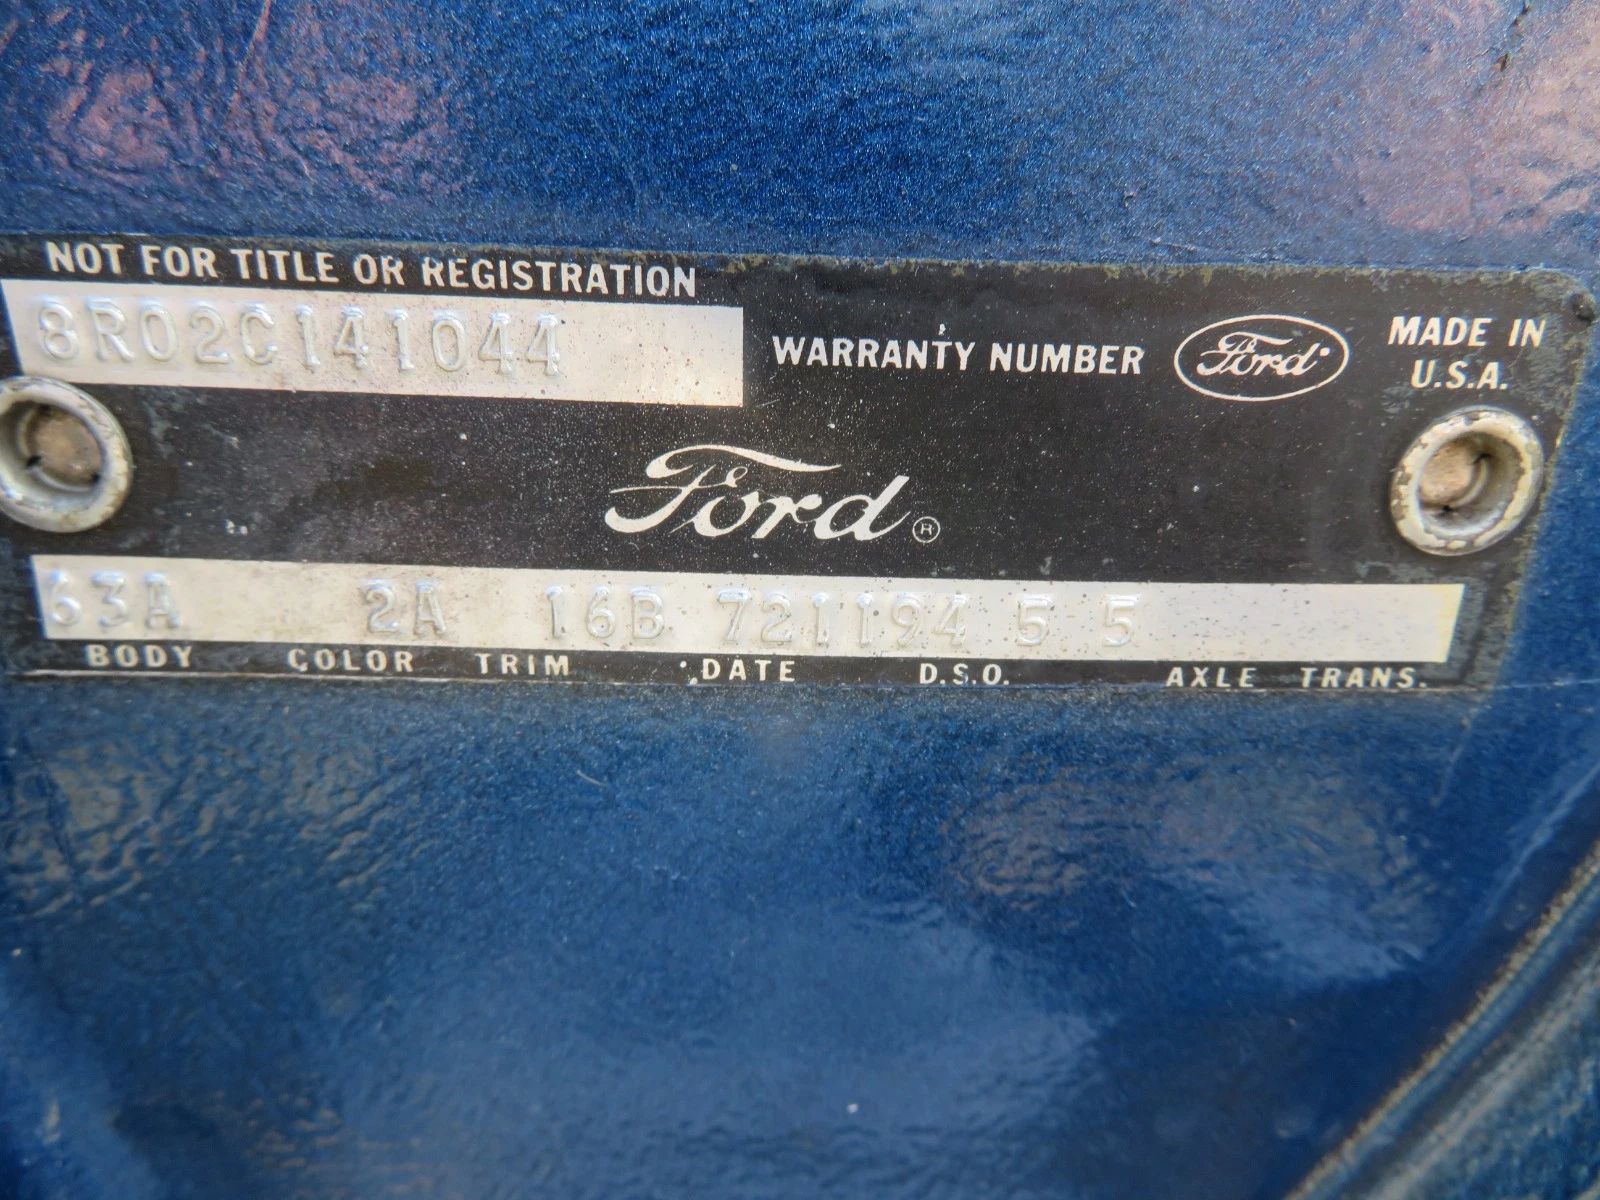 NOT FOR TITLE OR REGISTRATION
8R02C141044
WARRANTY NUMBER
Ford
MADE IN
U.S.A.
Ford®
63A 2A 16B 721194 5 5
BODY COLOR TRIM DATE D.S.O. AXLE TRANS.